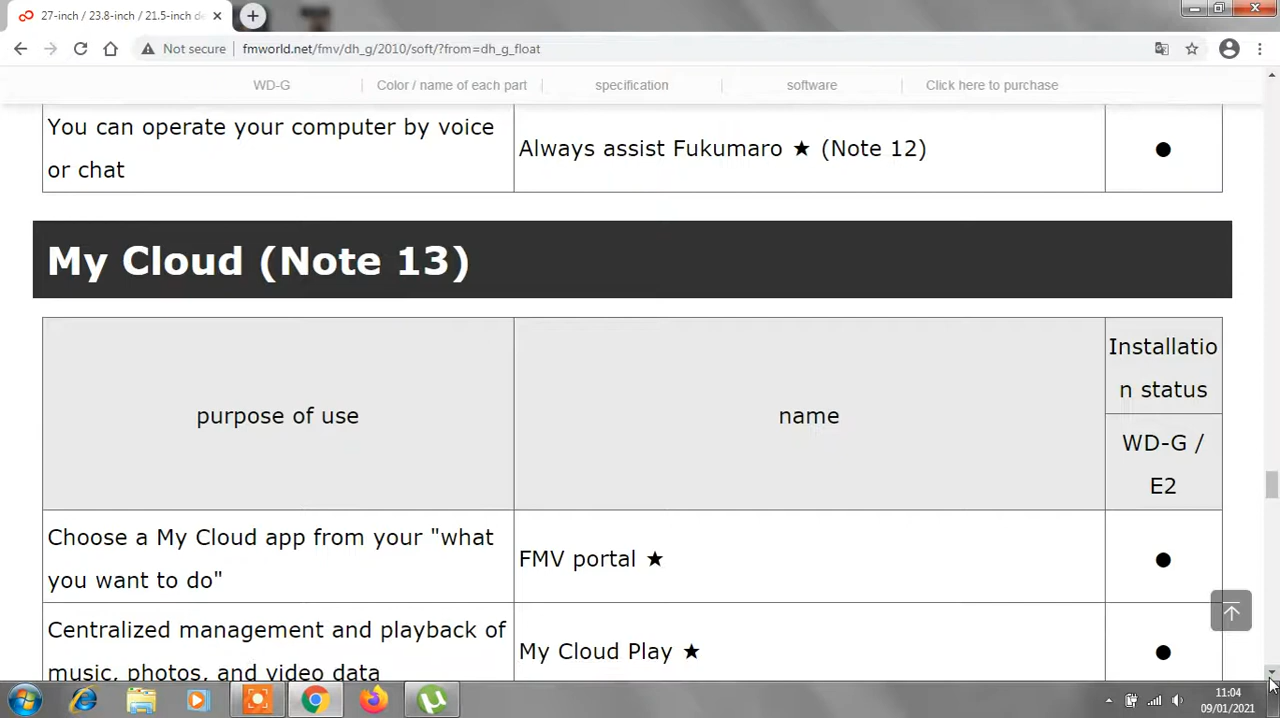 27-inch / 23.8-inch / 21.5-inch de
Not secure
fmworld.net/fmv/dh_g/2010/soft/?from=dh_g_float
WD-G
Color / name of each part
specification
software
Click here to purchase
You can operate your computer by voice
or chat
Always assist Fukumaro ★ (Note 12)
●
My Cloud (Note 13)
purpose of use
name
Installatio
n status
WD-G /
E2
Choose a My Cloud app from your "what
you want to do"
FMV portal ★
●
Centralized management and playback of
music, photos, and video data
My Cloud Play ★
●
11:04
09/01/2021